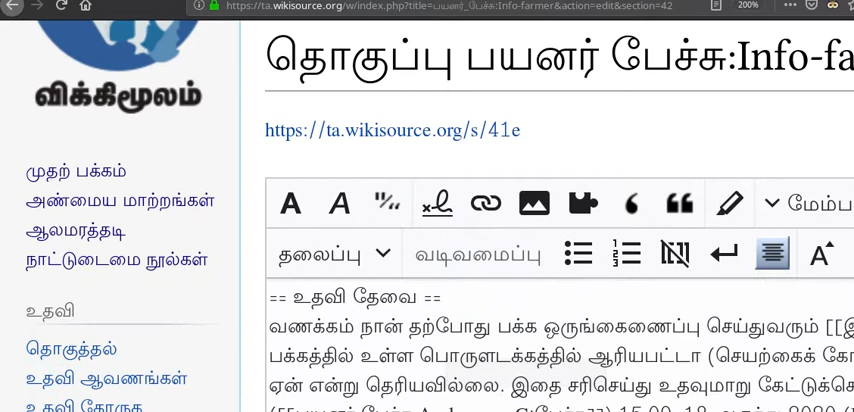 https://ta.wikisource.org/w/index.php?title=பயனர்_பேச்சு:Info-farmer&action=edit&section=42
200%
விக்கிமூலம்
முதற் பக்கம்
அண்மைய மாற்றங்கள்
ஆலமரத்தடி
நாட்டுடைமை நூல்கள்
உதவி
தொகுத்தல்
உதவி ஆவணங்கள்
உதவி கோருக
தொகுப்பு பயனர் பேச்சு:Info-fa
https://ta.wikisource.org/s/41e
மேம்ப
தலைப்பு வடிவமைப்பு
== உதவி தேவை ==
வணக்கம் நான் தற்போது பக்க ஒருங்கிணைப்பு செய்துவரும் [[இ
பக்கத்தில் உள்ள பொருளடக்கத்தில் ஆரியபட்டா (செயற்கைக் கோ
ஏன் என்று தெரியவில்லை. இதை சரிசெய்து உதவுமாறு கேட்டுக்கொ